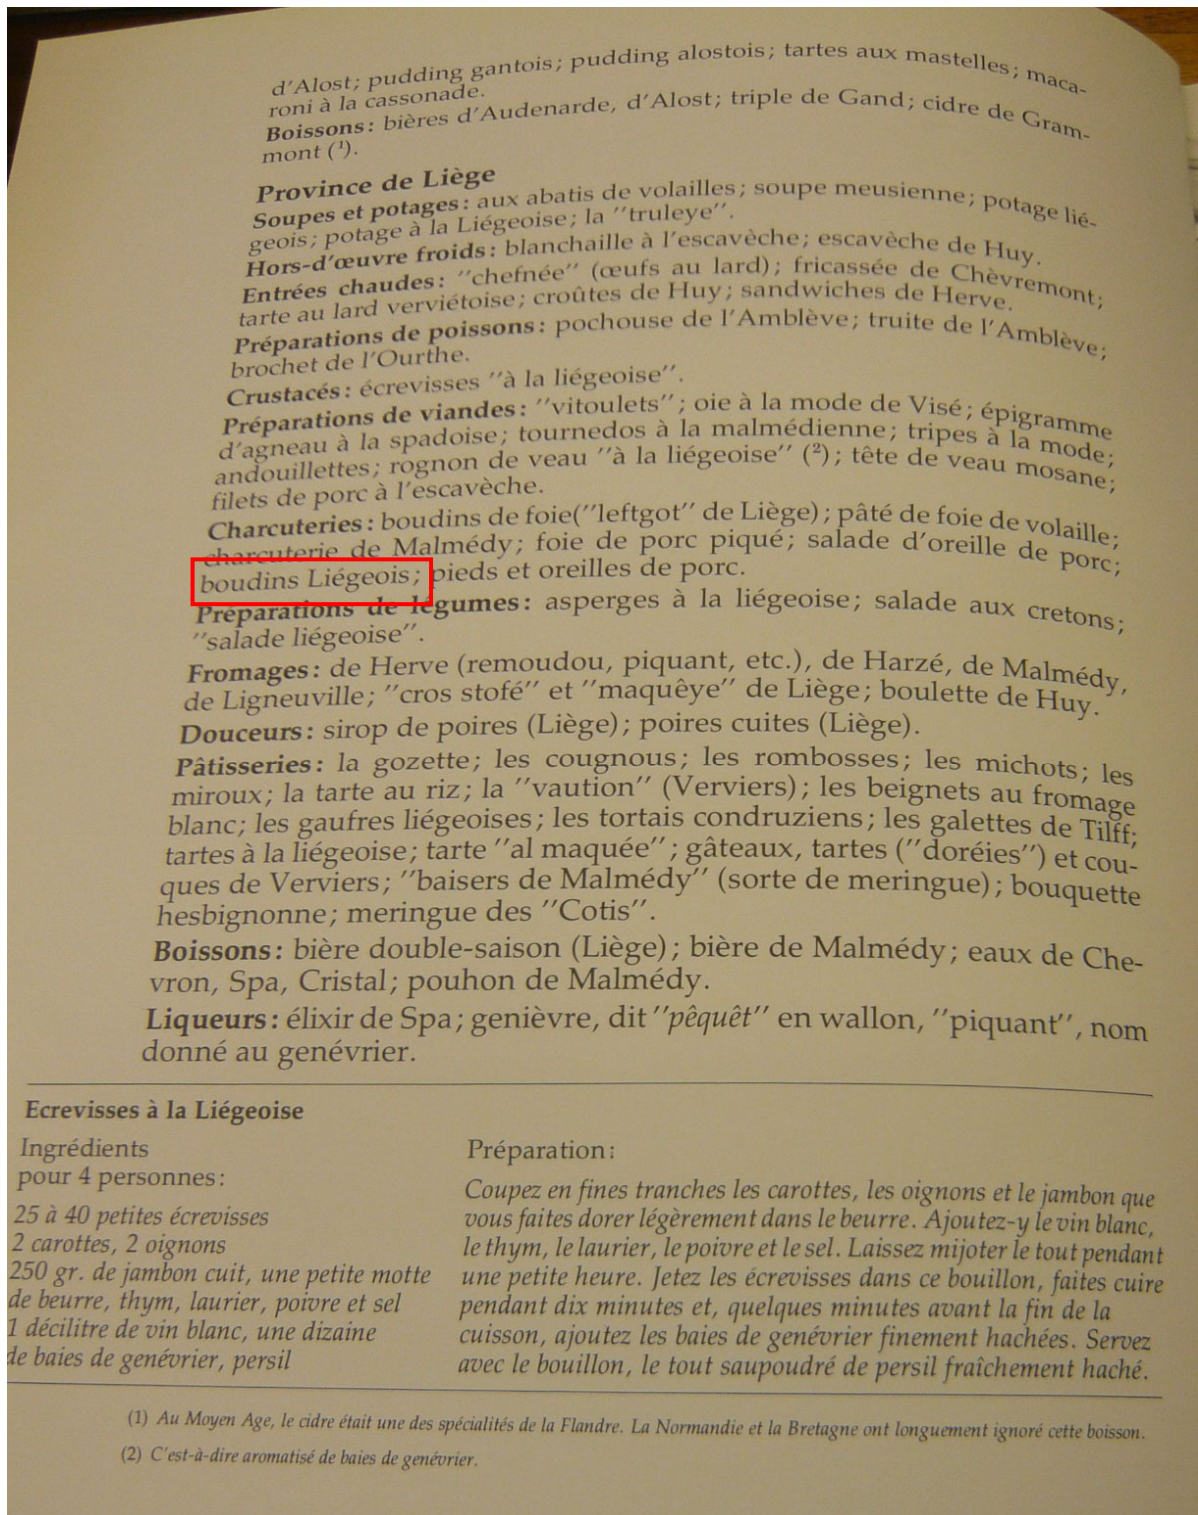 d'Alost; pudding gantois; pudding alostois; tartes aux mastelles; maca-
roni à la cassonade.
Boissons: bières d'Audenarde, d'Alost; triple de Gand; cidre de Gram-
mont (¹).
Province de Liège
Soupes et potages: aux abatis de volailles; soupe meusienne; potage lié-
geois; potage à la Liégeoise; la ''truleye''.
Hors-d'œuvre froids: blanchaille à l'escavèche; escavèche de Huy.
Entrées chaudes: ''chefnée'' (œufs au lard); fricassée de Chèvremont;
tarte au lard verviétoise; croûtes de Huy; sandwiches de Herve.
Préparations de poissons: pochouse de l'Amblève; truite de l'Amblève;
brochet de l'Ourthe.
Crustacés: écrevisses ''à la liégeoise''.
Préparations de viandes: ''vitoulets''; oie à la mode de Visé; épigramme
d'agneau à la spadoise; tournedos à la malmédienne; tripes à la mode;
andouillettes; rognon de veau ''à la liégeoise'' (²); tête de veau mosane;
filets de porc à l'escavèche.
Charcuteries: boudins de foie(''leftgot'' de Liège); pâté de foie de volaille;
charcuterie de Malmédy; foie de porc piqué; salade d'oreille de porc;
boudins Liégeois; pieds et oreilles de porc.
Préparations de légumes: asperges à la liégeoise; salade aux cretons;
''salade liégeoise''.
Fromages: de Herve (remoudou, piquant, etc.), de Harzé, de Malmédy,
de Ligneuville; ''cros stofé'' et ''maquêye'' de Liège; boulette de Huy.
Douceurs: sirop de poires (Liège); poires cuites (Liège).
Pâtisseries: la gozette; les cougnous; les rombosses; les michots; les
miroux; la tarte au riz; la ''vaution'' (Verviers); les beignets au fromage
blanc; les gaufres liégeoises; les tortais condruziens; les galettes de Tilff;
tartes à la liégeoise; tarte ''al maquée''; gâteaux, tartes (''doréies'') et cou-
ques de Verviers; ''baisers de Malmédy'' (sorte de meringue); bouquette
hesbignonne; meringue des ''Cotis''.
Boissons: bière double-saison (Liège); bière de Malmédy; eaux de Che-
vron, Spa, Cristal; pouhon de Malmédy.
Liqueurs: élixir de Spa; genièvre, dit ''pêquêt'' en wallon, ''piquant'', nom
donné au genévrier.
Ecrevisses à la Liégeoise
Ingrédients
pour 4 personnes:
25 à 40 petites écrevisses
2 carottes, 2 oignons
250 gr. de jambon cuit, une petite motte
de beurre, thym, laurier, poivre et sel
1 décilitre de vin blanc, une dizaine
de baies de genévrier, persil
Préparation:
Coupez en fines tranches les carottes, les oignons et le jambon que
vous faites dorer légèrement dans le beurre. Ajoutez-y le vin blanc,
le thym, le laurier, le poivre et le sel. Laissez mijoter le tout pendant
une petite heure. Jetez les écrevisses dans ce bouillon, faites cuire
pendant dix minutes et, quelques minutes avant la fin de la
cuisson, ajoutez les baies de genévrier finement hachées. Servez
avec le bouillon, le tout saupoudré de persil fraîchement haché.
(1) Au Moyen Age, le cidre était une des spécialités de la Flandre. La Normandie et la Bretagne ont longuement ignoré cette boisson.
(2) C'est-à-dire aromatisé de baies de genévrier.